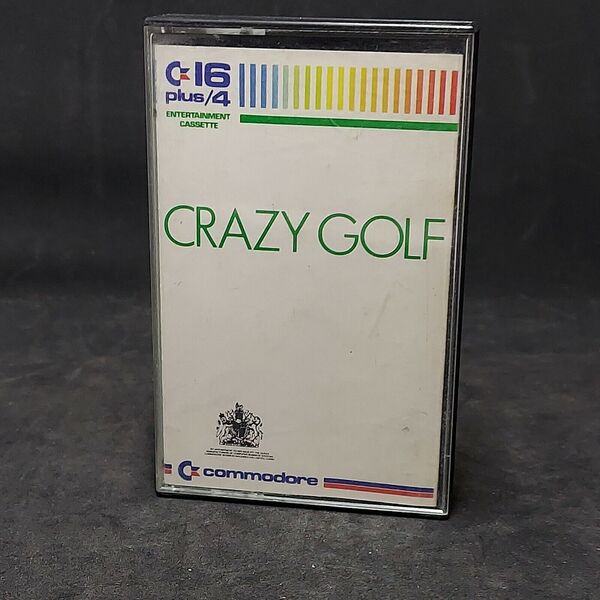 C16
plus/4
ENTERTAINMENT
CASSETTE
CRAZY GOLF
commodore